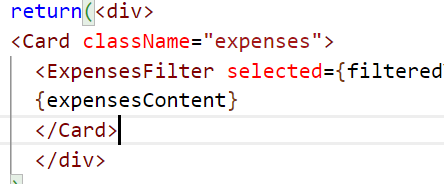 return(<div>
<Card className="expenses">
<ExpensesFilter selected={filtered
{expensesContent}
</Card>
</div>